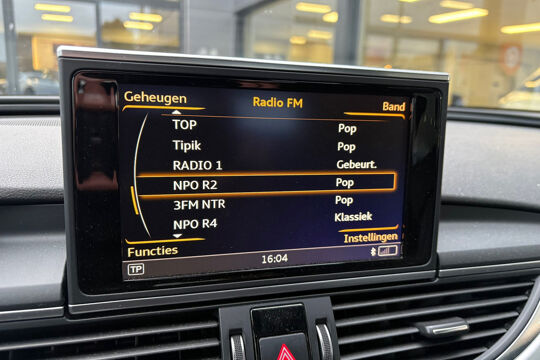 Geheugen Radio FM Band
TOP Pop
Tipik Pop
RADIO 1 Gebeurt.
NPO R2 Pop
3FM NTR Pop
NPO R4 Klassiek
Functies Instellingen
TP 16:04